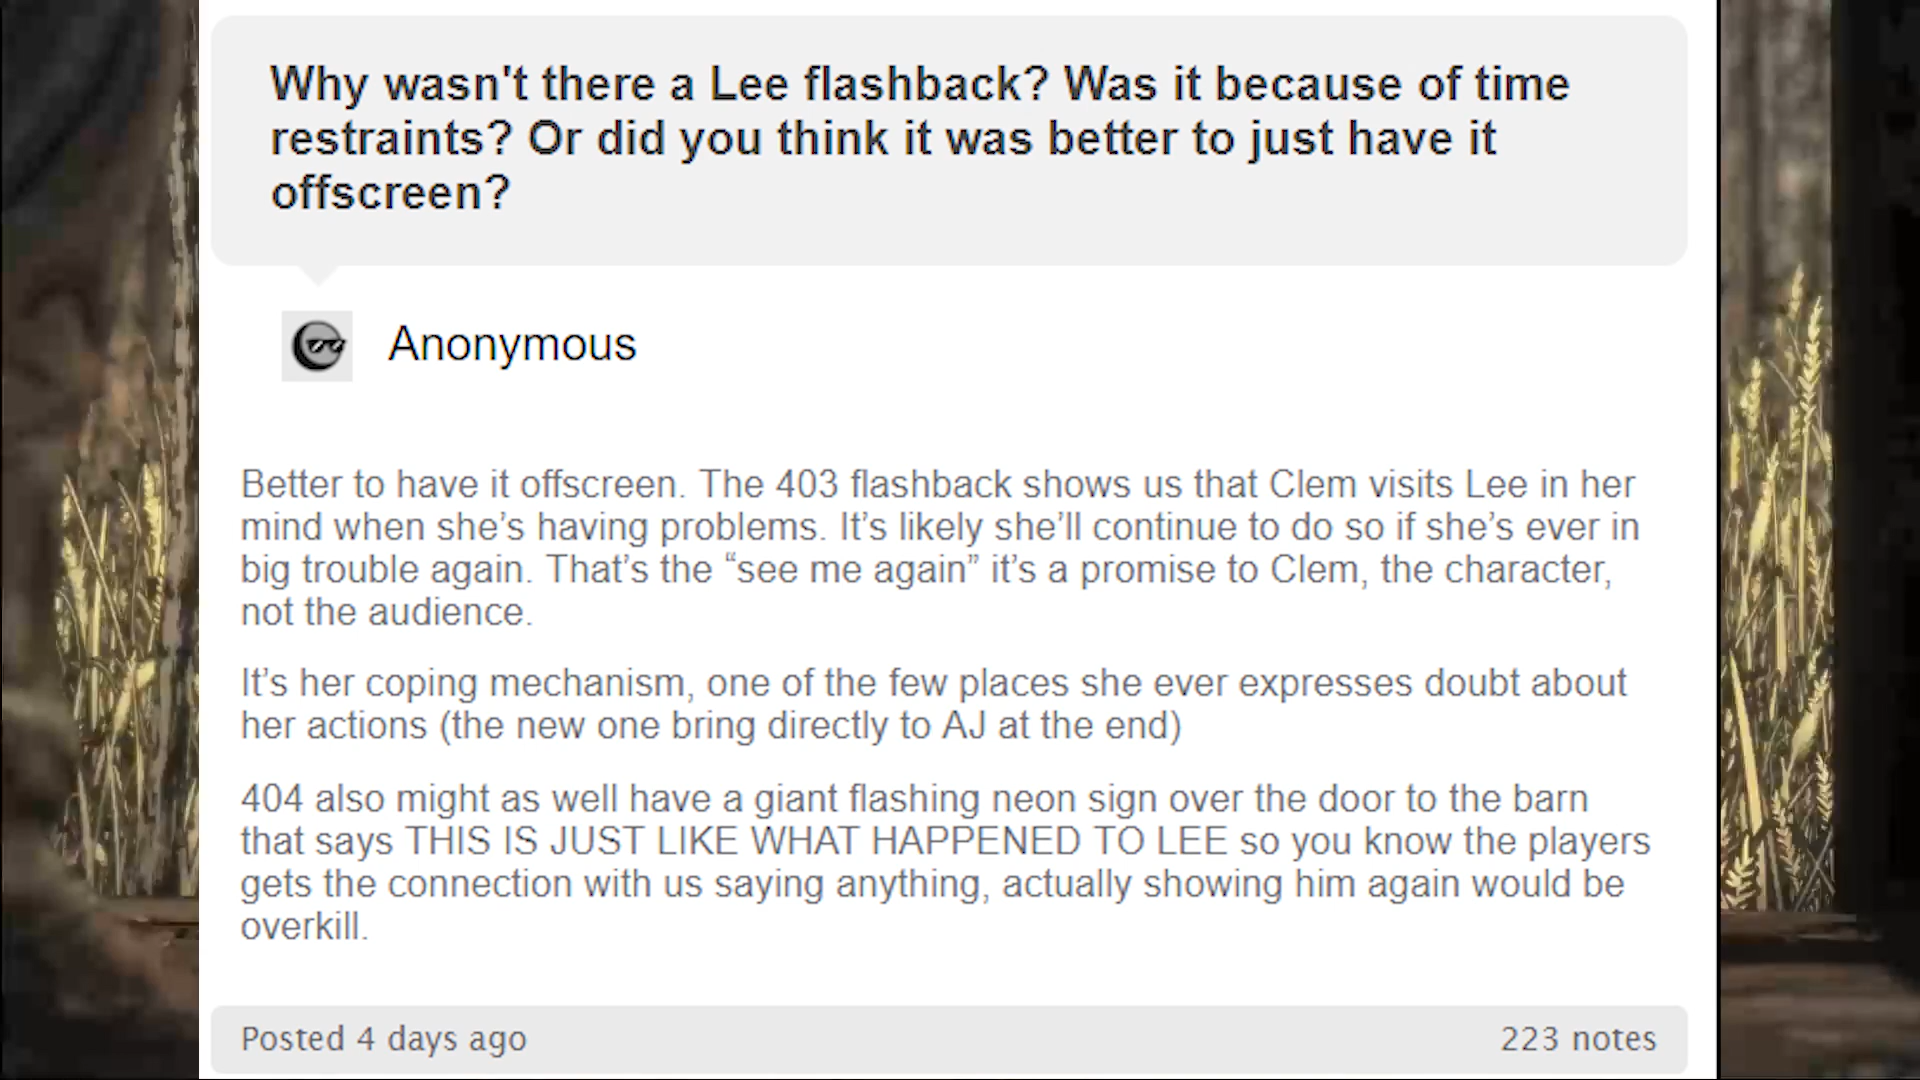 Why wasn't there a Lee flashback? Was it because of time
restraints? Or did you think it was better to just have it
offscreen?
Anonymous
Better to have it offscreen. The 403 flashback shows us that Clem visits Lee in her
mind when she’s having problems. It’s likely she’ll continue to do so if she’s ever in
big trouble again. That’s the “see me again” it’s a promise to Clem, the character,
not the audience.
It’s her coping mechanism, one of the few places she ever expresses doubt about
her actions (the new one bring directly to AJ at the end)
404 also might as well have a giant flashing neon sign over the door to the barn
that says THIS IS JUST LIKE WHAT HAPPENED TO LEE so you know the players
gets the connection with us saying anything, actually showing him again would be
overkill.
Posted 4 days ago
223 notes